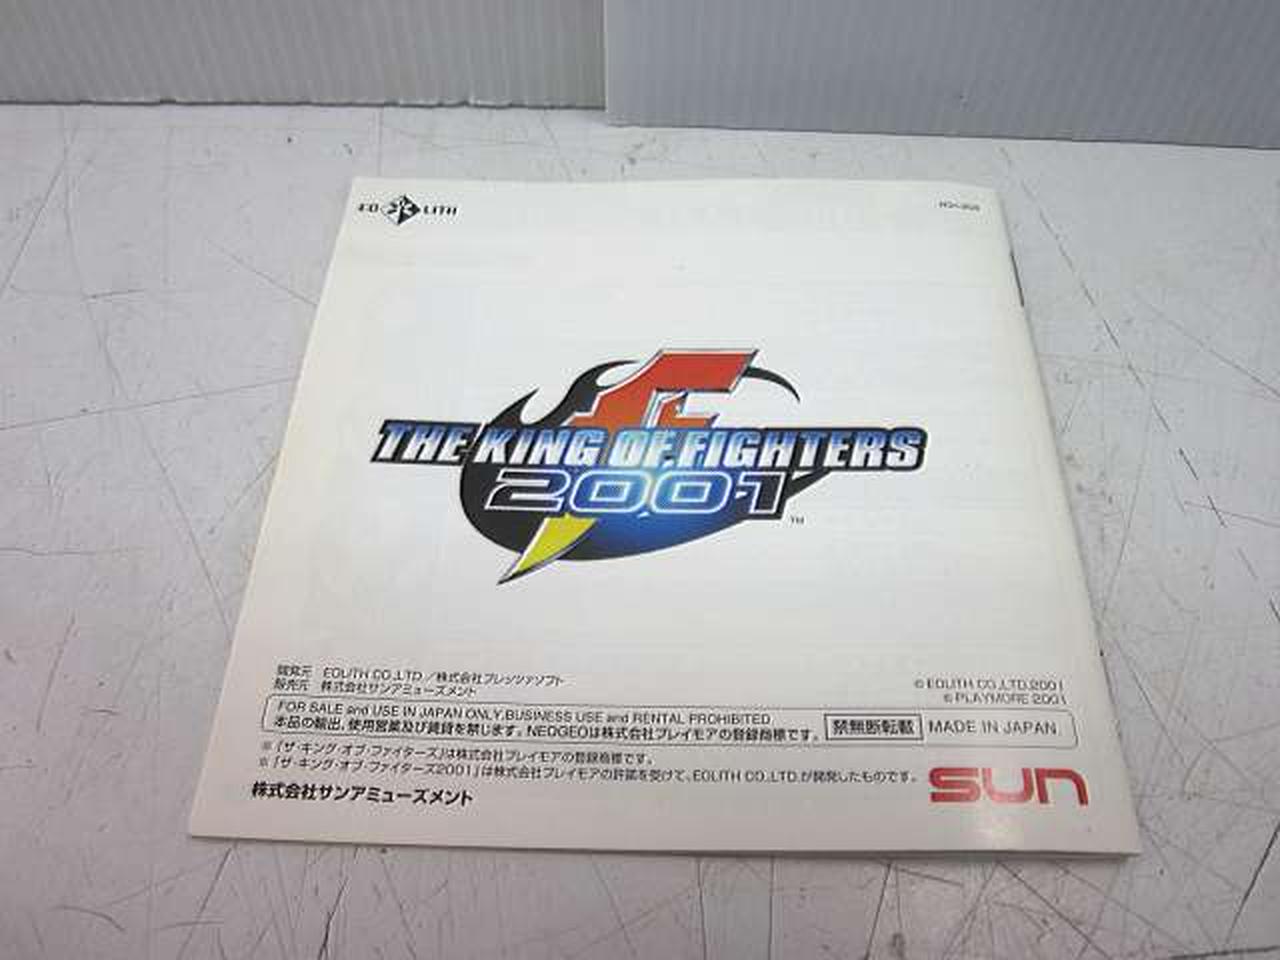 EOLITH
THE KING OF FIGHTERS
2001
TM
開発元 EOLITH CO.,LTD./株式会社ブレッツァソフト
販売元 株式会社サンアミューズメント
© EOLITH CO.,LTD.2001
© PLAYMORE 2001
FOR SALE and USE IN JAPAN ONLY.BUSINESS USE and RENTAL PROHIBITED.
本品の輸出、使用営業及び賃貸を禁じます。NEOGEOは株式会社プレイモアの登録商標です。
禁無断転載 MADE IN JAPAN.
※「ザ・キング・オブ・ファイターズ」は株式会社プレイモアの登録商標です。
※「ザ・キング・オブ・ファイターズ2001」は株式会社プレイモアの許諾を受けて、EOLITH CO.,LTD.が開発したものです。
株式会社サンアミューズメント
SUN